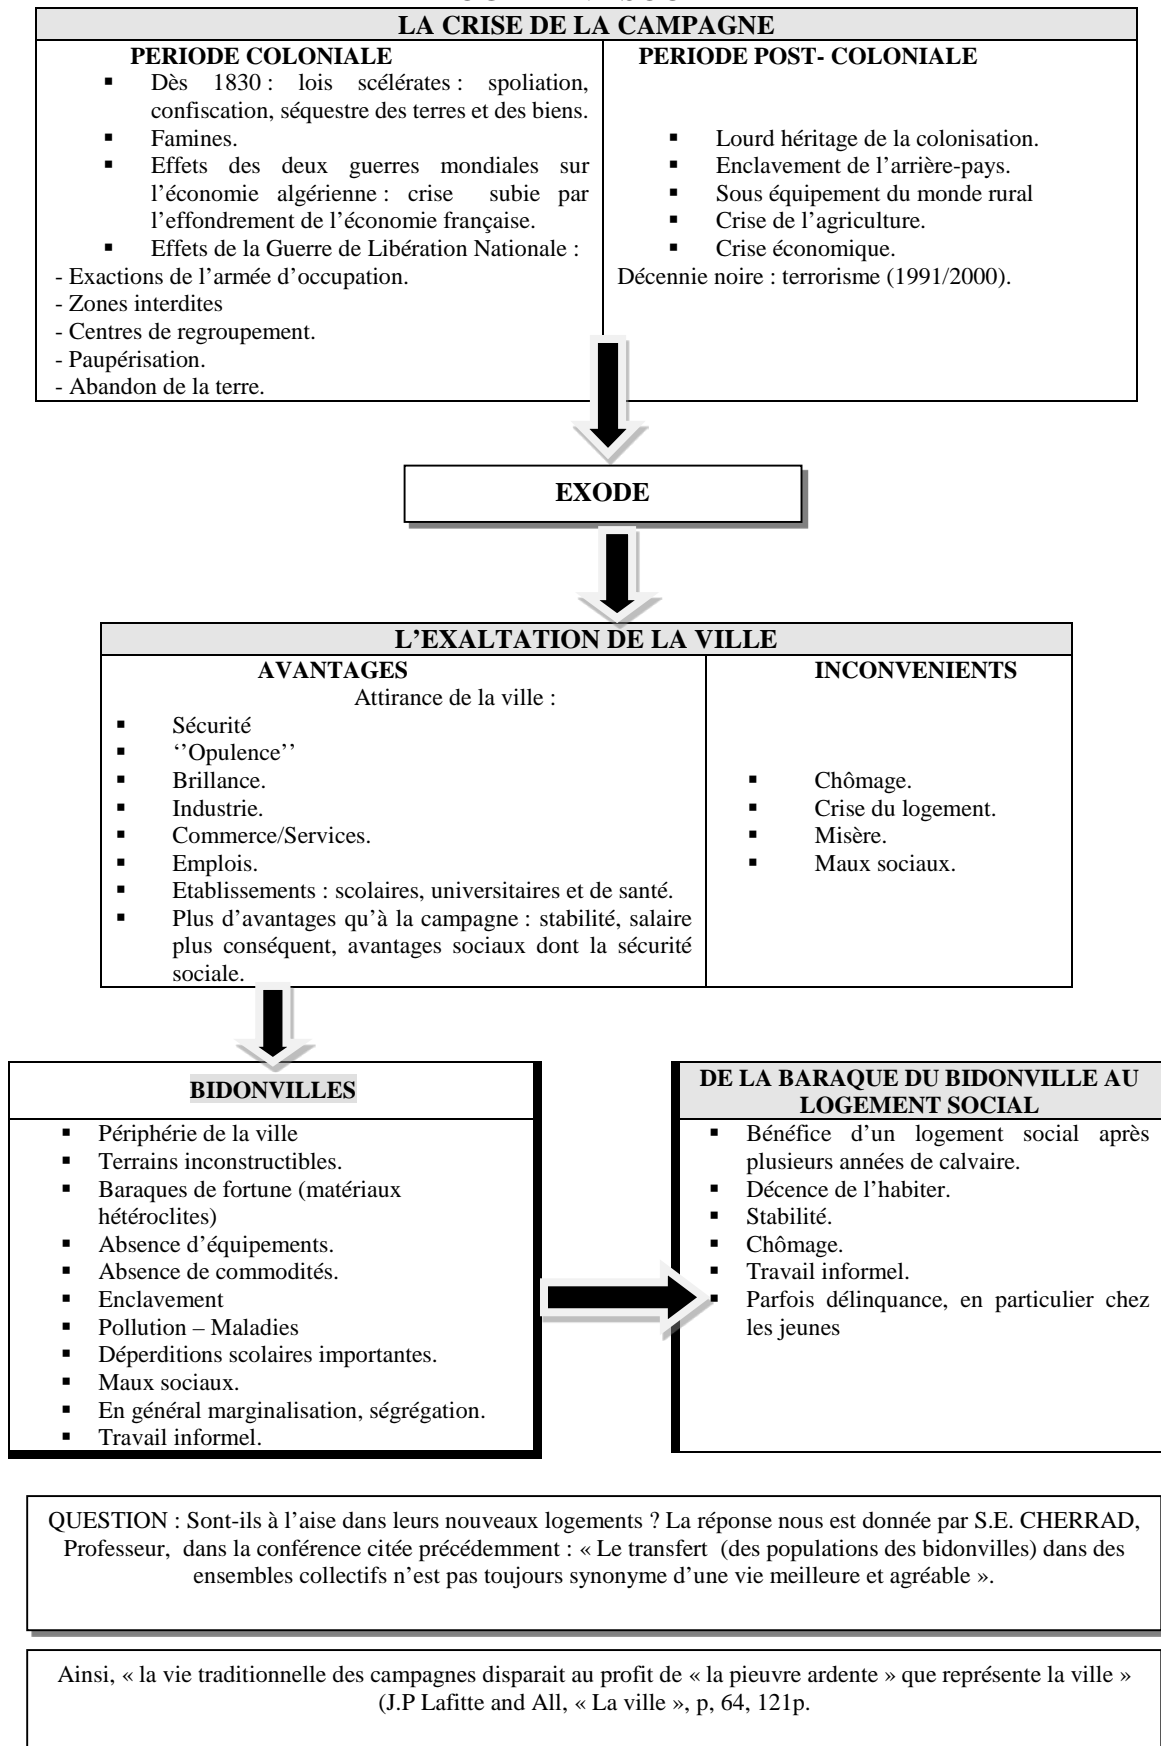 LA CRISE DE LA CAMPAGNE
PERIODE COLONIALE
▪ Dès 1830 : lois scélérates : spoliation,
confiscation, séquestre des terres et des biens.
▪ Famines.
▪ Effets des deux guerres mondiales sur
l’économie algérienne : crise subie par
l’effondrement de l’économie française.
▪ Effets de la Guerre de Libération Nationale :
- Exactions de l’armée d’occupation.
- Zones interdites
- Centres de regroupement.
- Paupérisation.
- Abandon de la terre.
PERIODE POST- COLONIALE
▪ Lourd héritage de la colonisation.
▪ Enclavement de l’arrière-pays.
▪ Sous équipement du monde rural
▪ Crise de l’agriculture.
▪ Crise économique.
Décennie noire : terrorisme (1991/2000).
EXODE
L’EXALTATION DE LA VILLE
AVANTAGES
Attirance de la ville :
▪ Sécurité
▪ ‘’Opulence’’
▪ Brillance.
▪ Industrie.
▪ Commerce/Services.
▪ Emplois.
▪ Etablissements : scolaires, universitaires et de santé.
▪ Plus d’avantages qu’à la campagne : stabilité, salaire
plus conséquent, avantages sociaux dont la sécurité
sociale.
INCONVENIENTS
▪ Chômage.
▪ Crise du logement.
▪ Misère.
▪ Maux sociaux.
BIDONVILLES
▪ Périphérie de la ville
▪ Terrains inconstructibles.
▪ Baraques de fortune (matériaux
hétéroclites)
▪ Absence d’équipements.
▪ Absence de commodités.
▪ Enclavement
▪ Pollution – Maladies
▪ Déperditions scolaires importantes.
▪ Maux sociaux.
▪ En général marginalisation, ségrégation.
▪ Travail informel.
DE LA BARAQUE DU BIDONVILLE AU
LOGEMENT SOCIAL
▪ Bénéfice d’un logement social après
plusieurs années de calvaire.
▪ Décence de l’habiter.
▪ Stabilité.
▪ Chômage.
▪ Travail informel.
▪ Parfois délinquance, en particulier chez
les jeunes
QUESTION : Sont-ils à l’aise dans leurs nouveaux logements ? La réponse nous est donnée par S.E. CHERRAD,
Professeur, dans la conférence citée précédemment : « Le transfert (des populations des bidonvilles) dans des
ensembles collectifs n’est pas toujours synonyme d’une vie meilleure et agréable ».
Ainsi, « la vie traditionnelle des campagnes disparait au profit de « la pieuvre ardente » que représente la ville »
(J.P Lafitte and All, « La ville », p, 64, 121p.